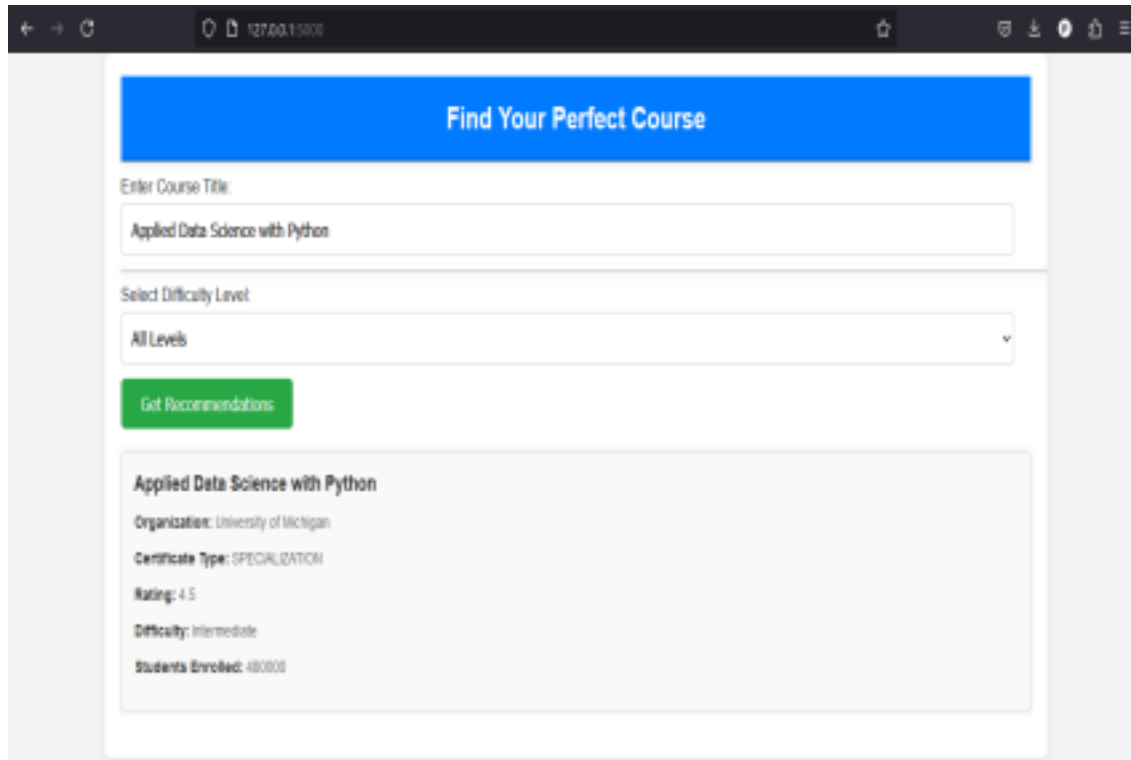 127.0.0.1:5000
Find Your Perfect Course
Enter Course Title:
Applied Data Science with Python
Select Difficulty Level:
All Levels
Get Recommendations
Applied Data Science with Python
Organization: University of Michigan
Certificate Type: SPECIALIZATION
Rating: 4.5
Difficulty: Intermediate
Students Enrolled: 480000